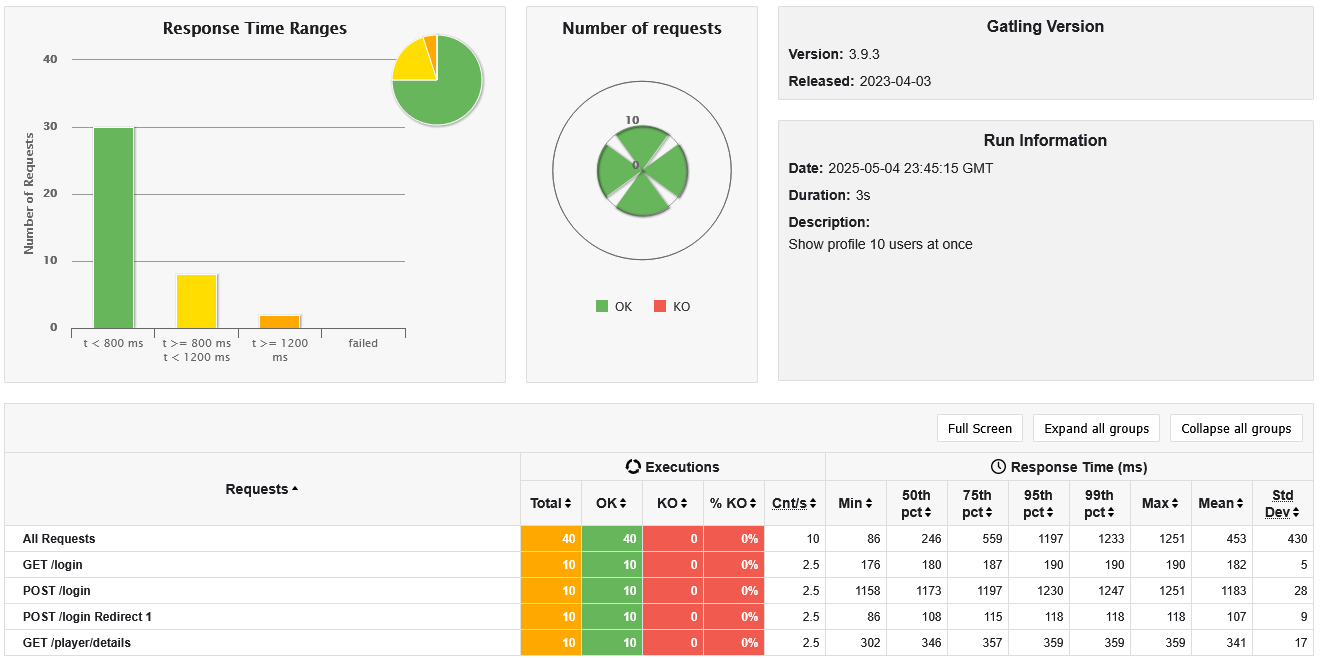 Response Time Ranges
40
30
20
10
0
Number of Requests
t < 800 ms
t >= 800 ms
t < 1200 ms
t >= 1200
ms
failed
Number of requests
10
0
OK
KO
Gatling Version
Version: 3.9.3
Released: 2023-04-03
Run Information
Date: 2025-05-04 23:45:15 GMT
Duration: 3s
Description:
Show profile 10 users at once
Full Screen Expand all groups Collapse all groups
Requests Executions Response Time (ms)
Total OK KO % KO Cnt/s Min 50th pct 75th pct 95th pct 99th pct Max Mean Std Dev
All Requests 40 40 0 0% 10 86 246 559 1197 1233 1251 453 430
GET /login 10 10 0 0% 2.5 176 180 187 190 190 190 182 5
POST /login 10 10 0 0% 2.5 1158 1173 1197 1230 1247 1251 1183 28
POST /login Redirect 1 10 10 0 0% 2.5 86 108 115 118 118 118 107 9
GET /player/details 10 10 0 0% 2.5 302 346 357 359 359 359 341 17